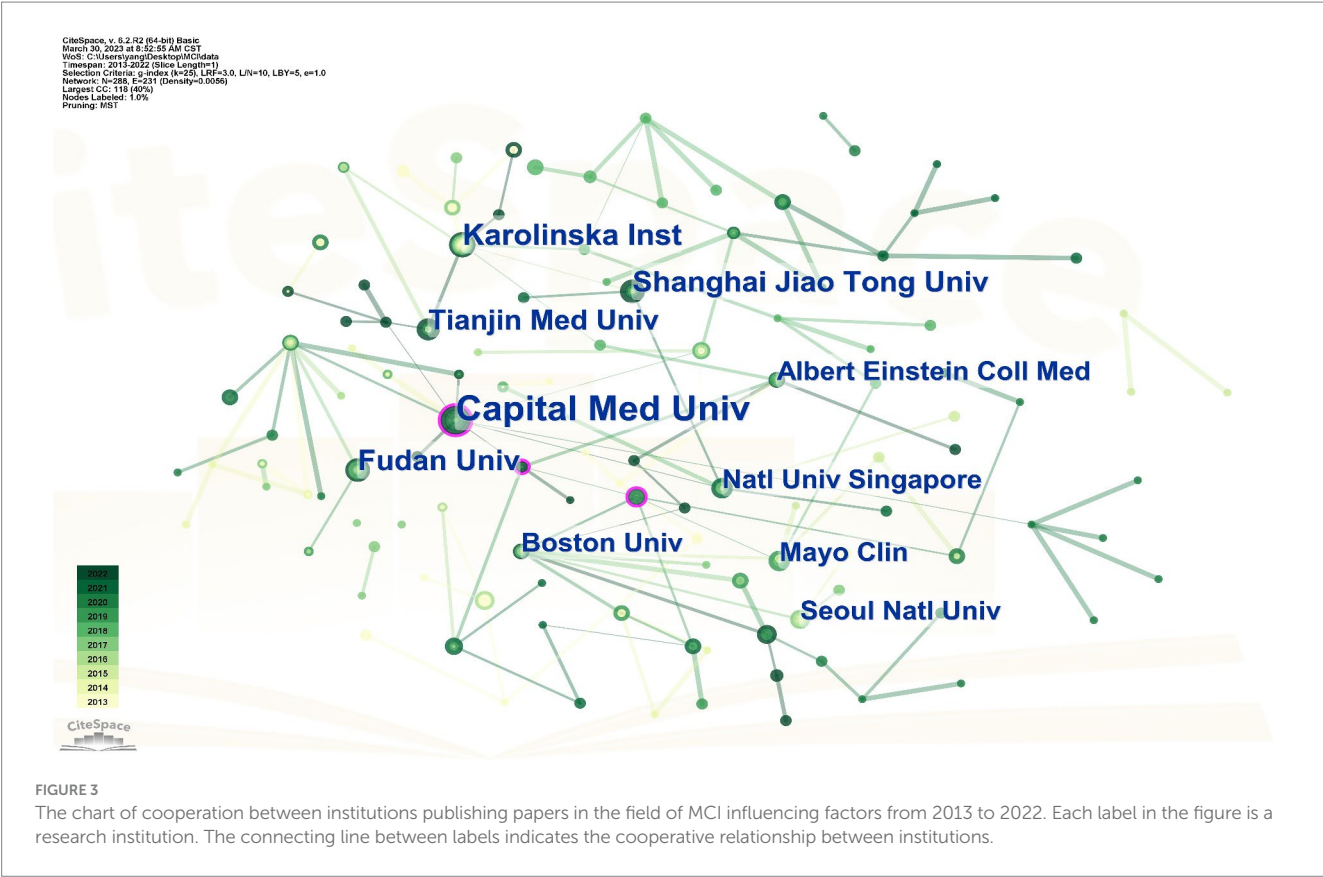 CiteSpace, v. 6.2.R2 (64-bit) Basic
March 30, 2023 at 8:52:55 AM CST
WoS: C:\Users\yang\Desktop\MCI\data
Timespan: 2013-2022 (Slice Length=1)
Selection Criteria: g-index (k=25), LRF=3.0, L/N=10, LBY=5, e=1.0
Network: N=288, E=231 (Density=0.0056)
Largest CC: 118 (40%)
Nodes Labeled: 1.0%
Pruning: MST
iteSpace
Karolinska Inst
Shanghai Jiao Tong Univ
Tianjin Med Univ
Albert Einstein Coll Med
Capital Med Univ
Fudan Univ
Natl Univ Singapore
Boston Univ
Mayo Clin
Seoul Natl Univ
2022
2021
2020
2019
2018
2017
2016
2015
2014
2013
CiteSpace
FIGURE 3
The chart of cooperation between institutions publishing papers in the field of MCI influencing factors from 2013 to 2022. Each label in the figure is a
research institution. The connecting line between labels indicates the cooperative relationship between institutions.